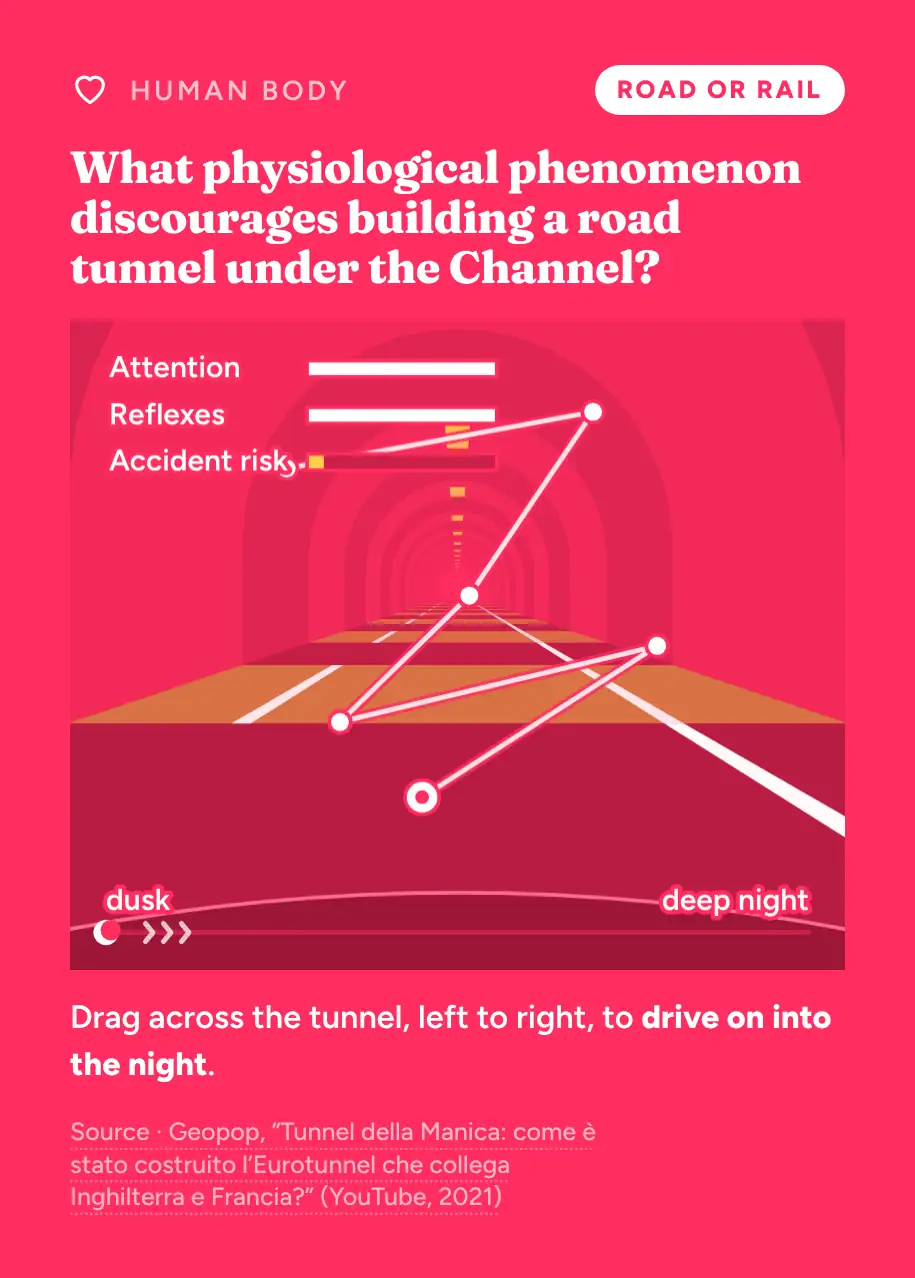 HUMAN BODY
ROAD OR RAIL
What physiological phenomenon
discourages building a road
tunnel under the Channel?
Attention
Reflexes
Accident risk
dusk
deep night
Drag across the tunnel, left to right, to drive on into
the night.
Source · Geopop, “Tunnel della Manica: come è
stato costruito l’Eurotunnel che collega
Inghilterra e Francia?” (YouTube, 2021)